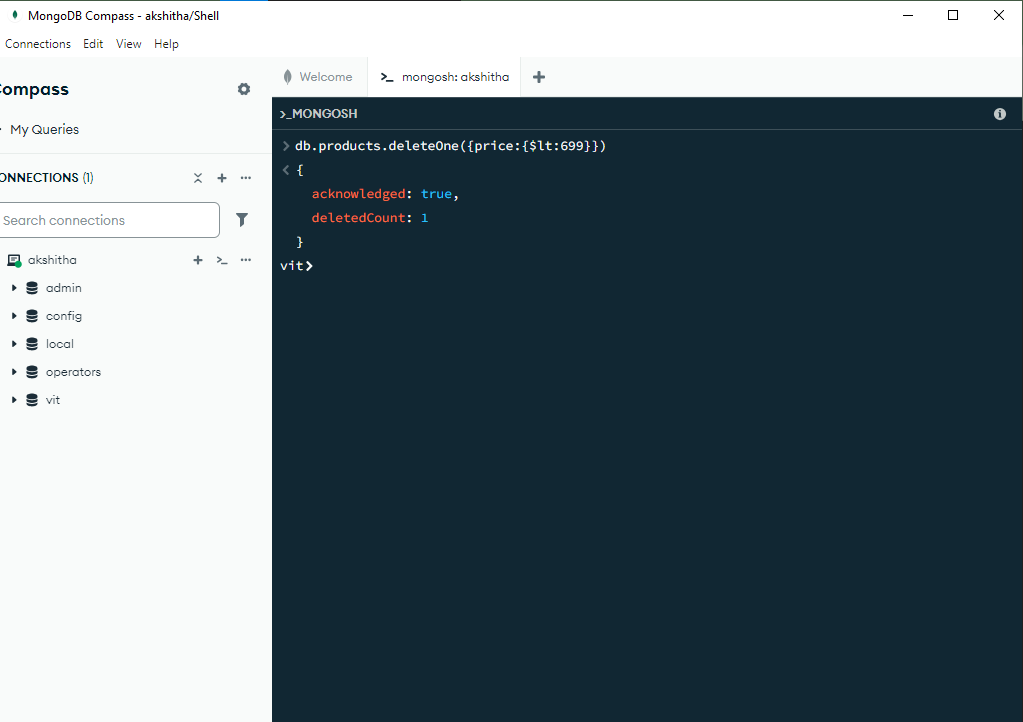 MongoDB Compass - akshitha/Shell
Connections Edit View Help
Compass
My Queries
CONNECTIONS (1)
Search connections
akshitha
admin
config
local
operators
vit
Welcome
mongosh: akshitha
>_MONGOSH
> db.products.deleteOne({price:{$lt:699}})
< {
acknowledged: true,
deletedCount: 1
}
vit>